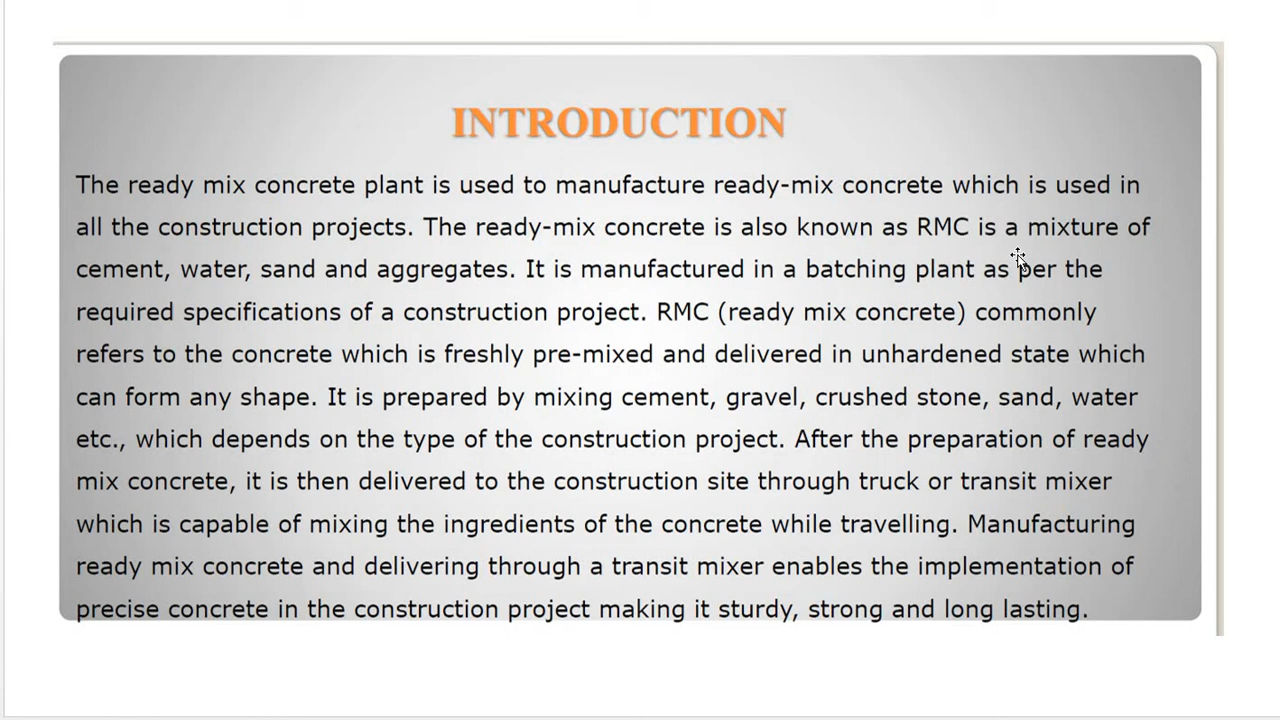 INTRODUCTION
The ready mix concrete plant is used to manufacture ready-mix concrete which is used in
all the construction projects. The ready-mix concrete is also known as RMC is a mixture of
cement, water, sand and aggregates. It is manufactured in a batching plant as per the
required specifications of a construction project. RMC (ready mix concrete) commonly
refers to the concrete which is freshly pre-mixed and delivered in unhardened state which
can form any shape. It is prepared by mixing cement, gravel, crushed stone, sand, water
etc., which depends on the type of the construction project. After the preparation of ready
mix concrete, it is then delivered to the construction site through truck or transit mixer
which is capable of mixing the ingredients of the concrete while travelling. Manufacturing
ready mix concrete and delivering through a transit mixer enables the implementation of
precise concrete in the construction project making it sturdy, strong and long lasting.